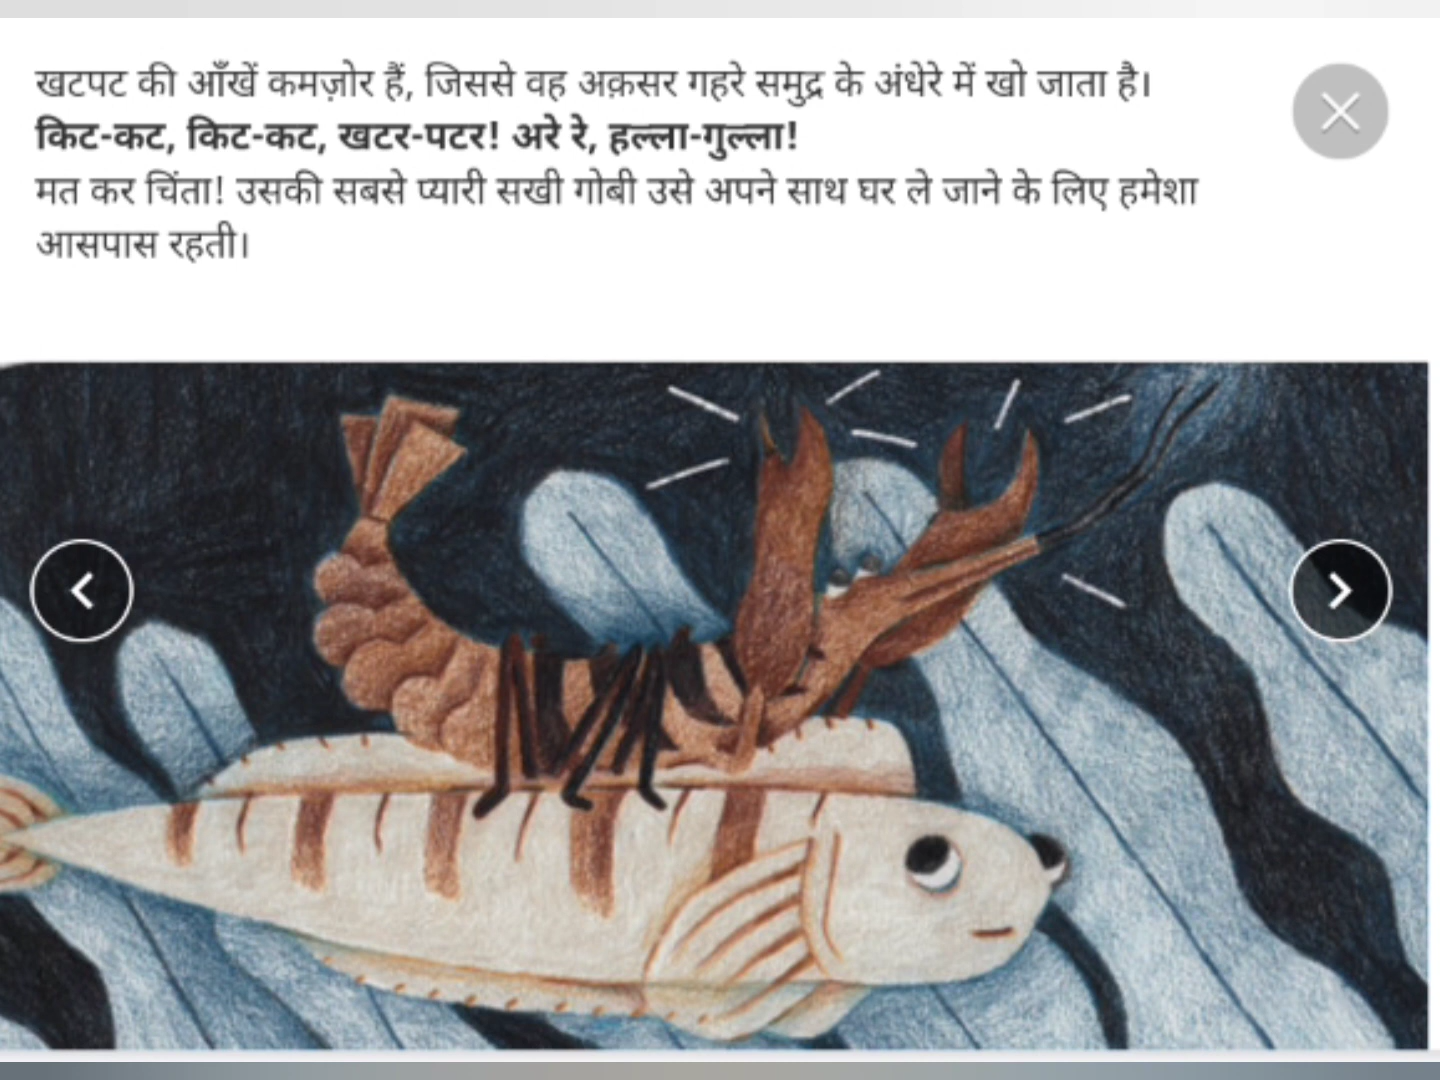 खटपट की आँखें कमज़ोर हैं, जिससे वह अक़सर गहरे समुद्र के अंधेरे में खो जाता है।
किट-कट, किट-कट, खटर-पटर! अरे रे, हल्ला-गुल्ला!
मत कर चिंता! उसकी सबसे प्यारी सखी गोबी उसे अपने साथ घर ले जाने के लिए हमेशा
आसपास रहती।